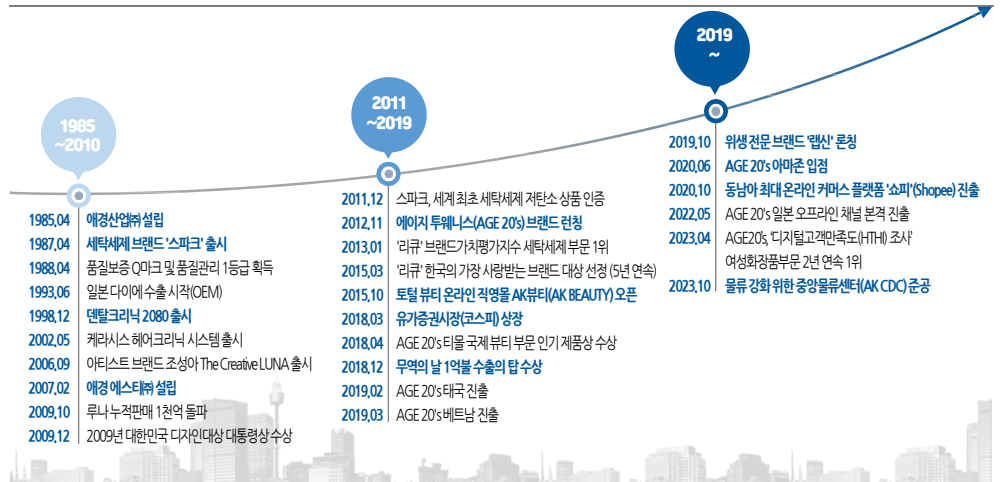 1985
~2010
1985.04 애경산업㈜ 설립
1987.04 세탁세제 브랜드 '스파크' 출시
1988.04 품질보증 Q마크 및 품질관리 1등급 획득
1993.06 일본 다이에 수출 시작(OEM)
1998.12 덴탈크리닉 2080 출시
2002.05 케라시스 헤어크리닉 시스템 출시
2006.09 아티스트 브랜드 조성아 The Creative LUNA 출시
2007.02 애경 에스티㈜ 설립
2009.10 루나 누적판매 1천억 돌파
2009.12 2009년 대한민국 디자인대상 대통령상 수상
2011
~2019
2011.12 스파크, 세계 최초 세탁세제 저탄소 상품 인증
2012.11 에이지 투웨니스(AGE 20's) 브랜드 런칭
2013.01 '리큐' 브랜드가치평가지수 세탁세제 부문 1위
2015.03 '리큐' 한국의 가장 사랑받는 브랜드 대상 선정 (5년 연속)
2015.10 토털 뷰티 온라인 직영몰 AK뷰티(AK BEAUTY) 오픈
2018.03 유가증권시장(코스피) 상장
2018.04 AGE 20's 티몰 국제 뷰티 부문 인기 제품상 수상
2018.12 무역의 날 1억불 수출의 탑 수상
2019.02 AGE 20's 태국 진출
2019.03 AGE 20's 베트남 진출
2019
~
2019.10 위생 전문 브랜드 '랩신' 론칭
2020.06 AGE 20's 아마존 입점
2020.10 동남아 최대 온라인 커머스 플랫폼 '쇼피'(Shopee) 진출
2022.05 AGE 20's 일본 오프라인 채널 본격 진출
2023.04 AGE20's, '디지털고객만족도(HTHI) 조사'
여성화장품부문 2년 연속 1위
2023.10 물류 강화 위한 중앙물류센터(AK CDC) 준공